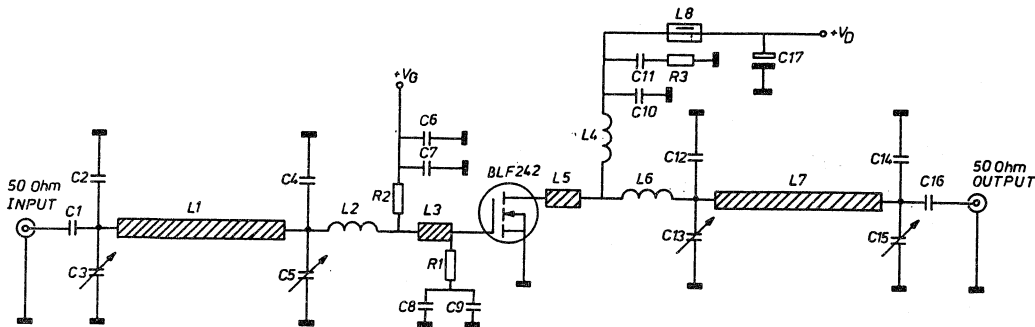 L8
+VD
C17
C11
R3
C10
+VG
C6
C7
L4
BLF242
R2
L5
L6
C12
C14
50 Ohm
OUTPUT
C2
C4
50 Ohm
INPUT
C1
L1
L2
L3
L7
C16
C3
C5
R1
C13
C15
C8
C9